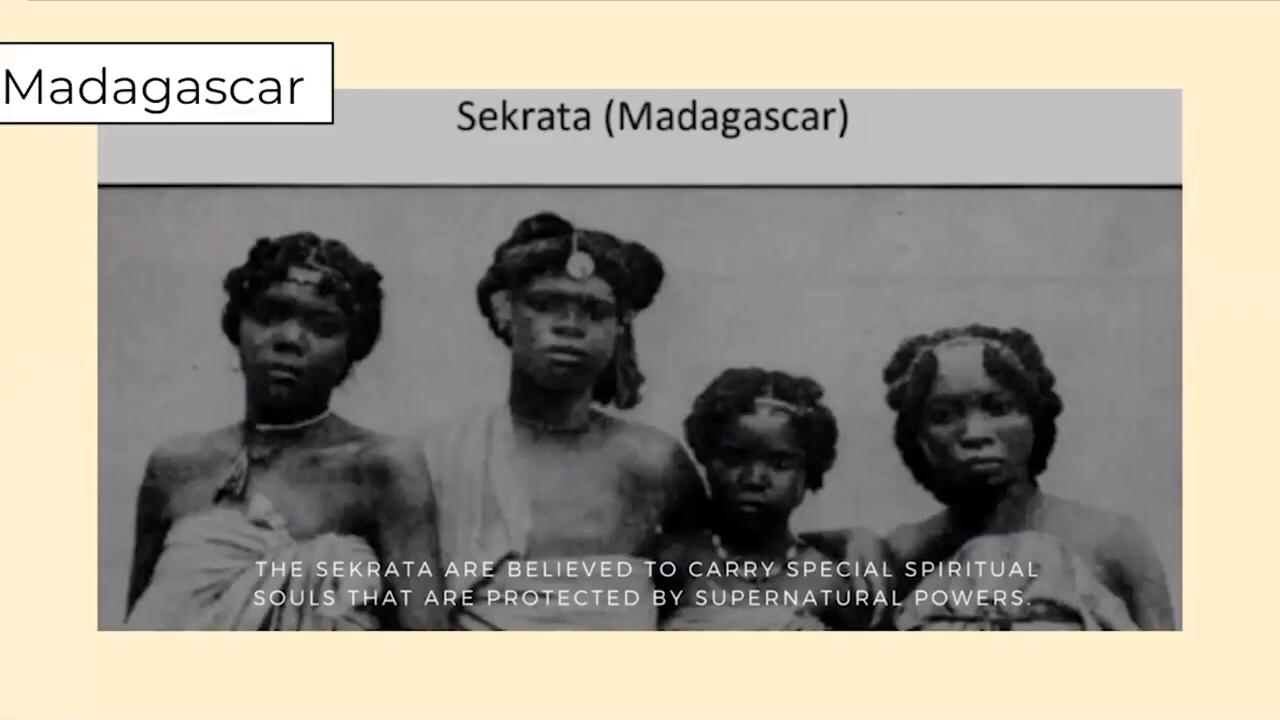 Madagascar
Sekrata (Madagascar)
THE SEKRATA ARE BELIEVED TO CARRY SPECIAL SPIRITUAL
SOULS THAT ARE PROTECTED BY SUPERNATURAL POWERS.